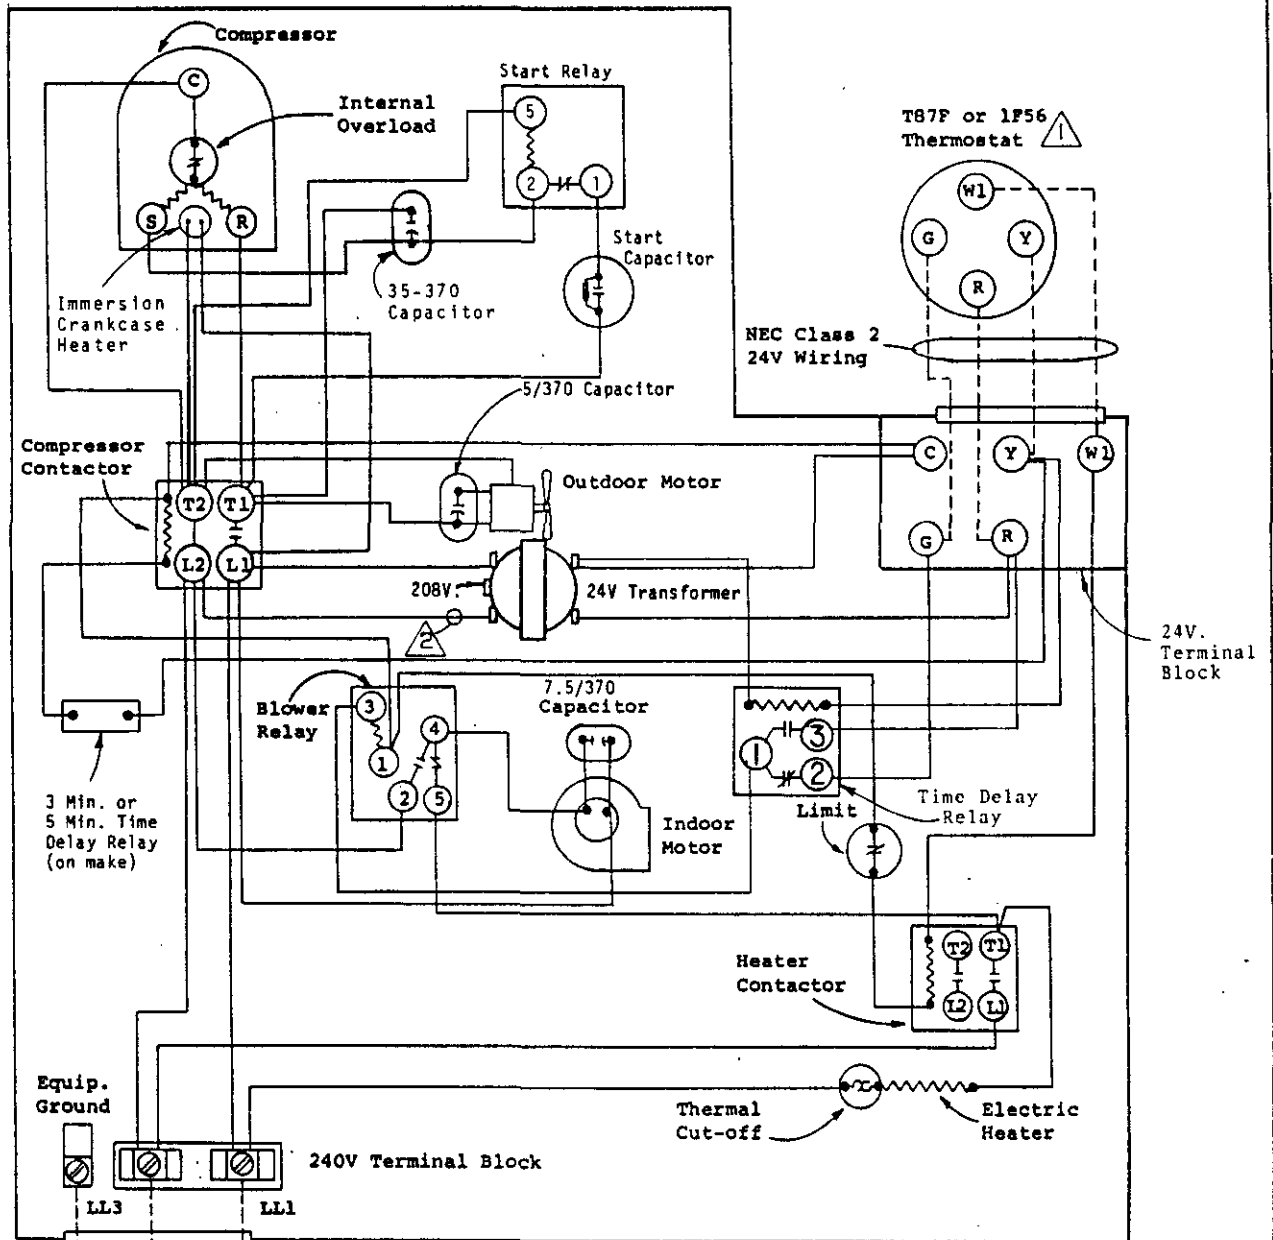 Compressor
C
Internal
Overload
S
R
Immersion
Crankcase
Heater
Start Relay
5
2
1
35-370
Capacitor
Start
Capacitor
T87F or 1F56
Thermostat
1
W1
G
Y
R
NEC Class 2
24V Wiring
5/370 Capacitor
Compressor
Contactor
T2
T1
L2
L1
Outdoor Motor
C
Y
W1
G
R
208V.
24V Transformer
2
24V.
Terminal
Block
Blower
Relay
3
4
1
2
5
7.5/370
Capacitor
Indoor
Motor
1
3
2
Time Delay
Relay
Limit
3 Min. or
5 Min. Time
Delay Relay
(on make)
Heater
Contactor
T2
T1
L2
L1
Equip.
Ground
Thermal
Cut-off
Electric
Heater
240V Terminal Block
LL3
LL1